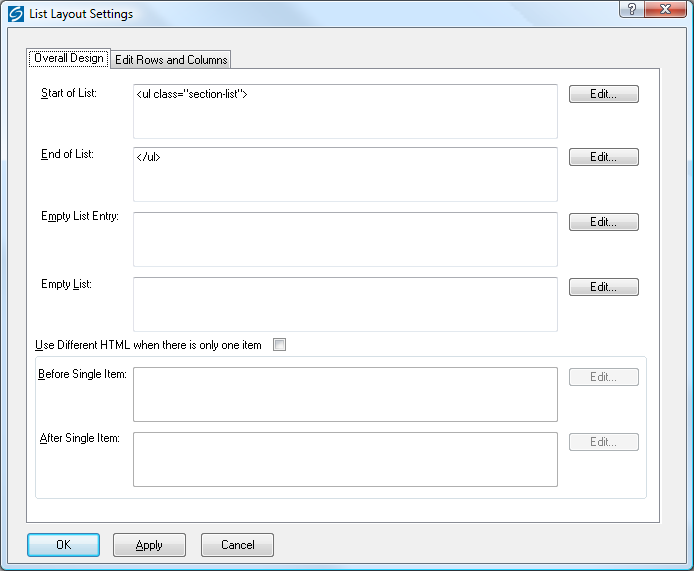 List Layout Settings
Overall Design
Edit Rows and Columns
Start of List:
<ul class="section-list">
Edit...
End of List:
</ul>
Edit...
Empty List Entry:
Edit...
Empty List:
Edit...
Use Different HTML when there is only one item
Before Single Item:
Edit...
After Single Item:
Edit...
OK
Apply
Cancel